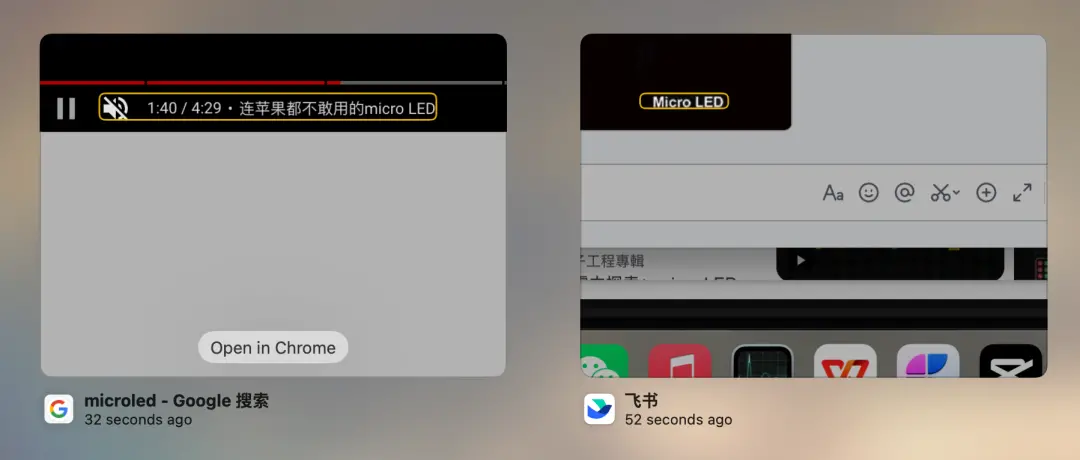 1:40 / 4:29 • 连苹果都不敢用的micro LED
Open in Chrome
microled - Google 搜索
32 seconds ago
Micro LED
Aa
工程專輯
飞书
52 seconds ago